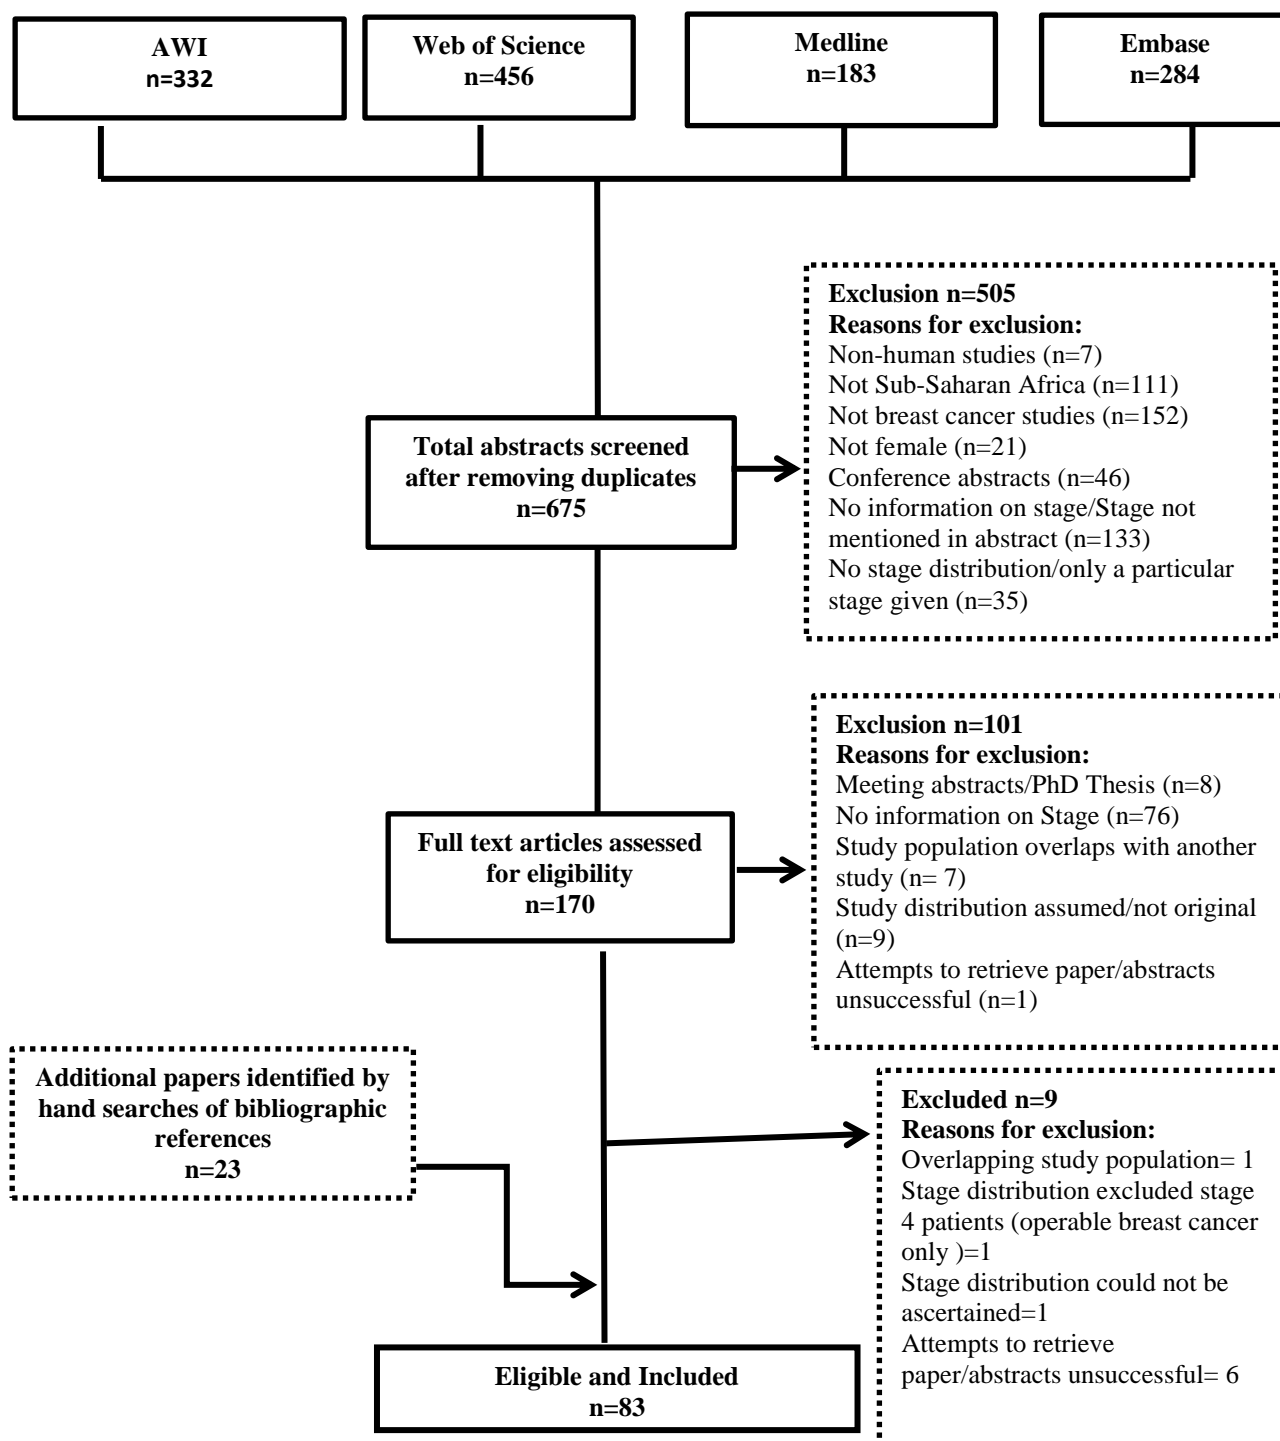 AWI
n=332
Web of Science
n=456
Medline
n=183
Embase
n=284
Exclusion n=505
Reasons for exclusion:
Non-human studies (n=7)
Not Sub-Saharan Africa (n=111)
Not breast cancer studies (n=152)
Not female (n=21)
Conference abstracts (n=46)
No information on stage/Stage not
mentioned in abstract (n=133)
No stage distribution/only a particular
stage given (n=35)
Total abstracts screened
after removing duplicates
n=675
Exclusion n=101
Reasons for exclusion:
Meeting abstracts/PhD Thesis (n=8)
No information on Stage (n=76)
Study population overlaps with another
study (n= 7)
Study distribution assumed/not original
(n=9)
Attempts to retrieve paper/abstracts
unsuccessful (n=1)
Full text articles assessed
for eligibility
n=170
Additional papers identified by
hand searches of bibliographic
references
n=23
Excluded n=9
Reasons for exclusion:
Overlapping study population= 1
Stage distribution excluded stage
4 patients (operable breast cancer
only )=1
Stage distribution could not be
ascertained=1
Attempts to retrieve
paper/abstracts unsuccessful= 6
Eligible and Included
n=83